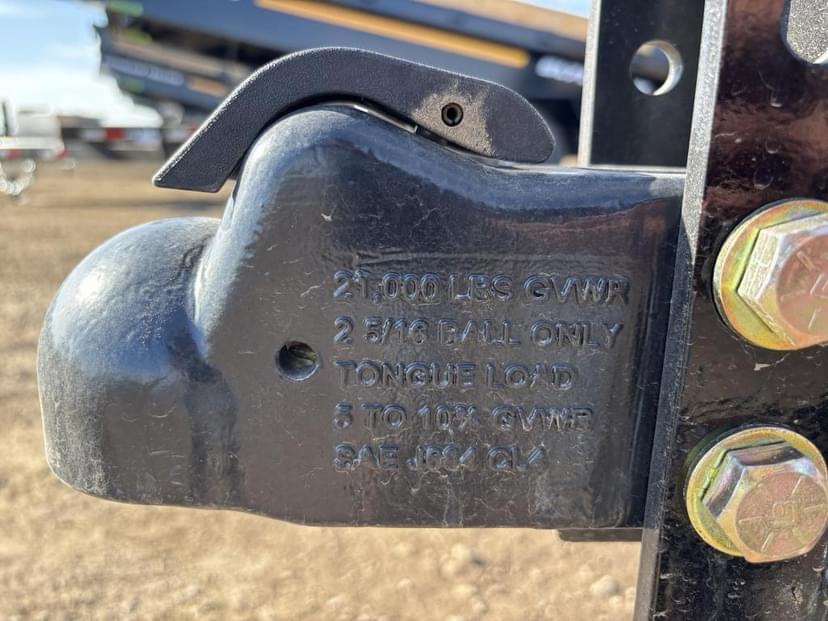 21,000 LBS GVWR
2 5/16 BALL ONLY
TONGUE LOAD
5 TO 10% GVWR
SAE J684 CL4